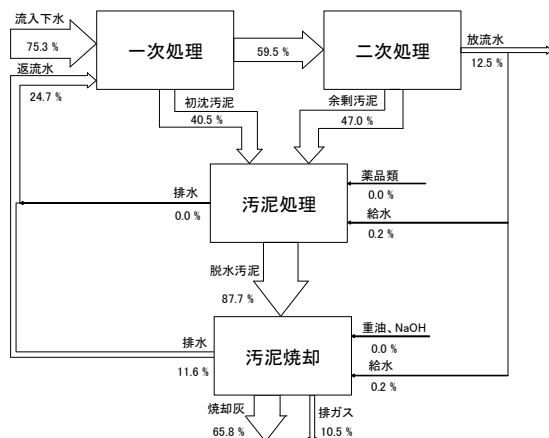 流入下水
75.3 %
一次処理
59.5 %
二次処理
放流水
12.5 %
返流水
24.7 %
初沈汚泥
40.5 %
余剰汚泥
47.0 %
汚泥処理
薬品類
0.0 %
給水
0.2 %
排水
0.0 %
脱水汚泥
87.7 %
汚泥焼却
重油、NaOH
0.0 %
給水
0.2 %
排水
11.6 %
焼却灰
65.8 %
排ガス
10.5 %